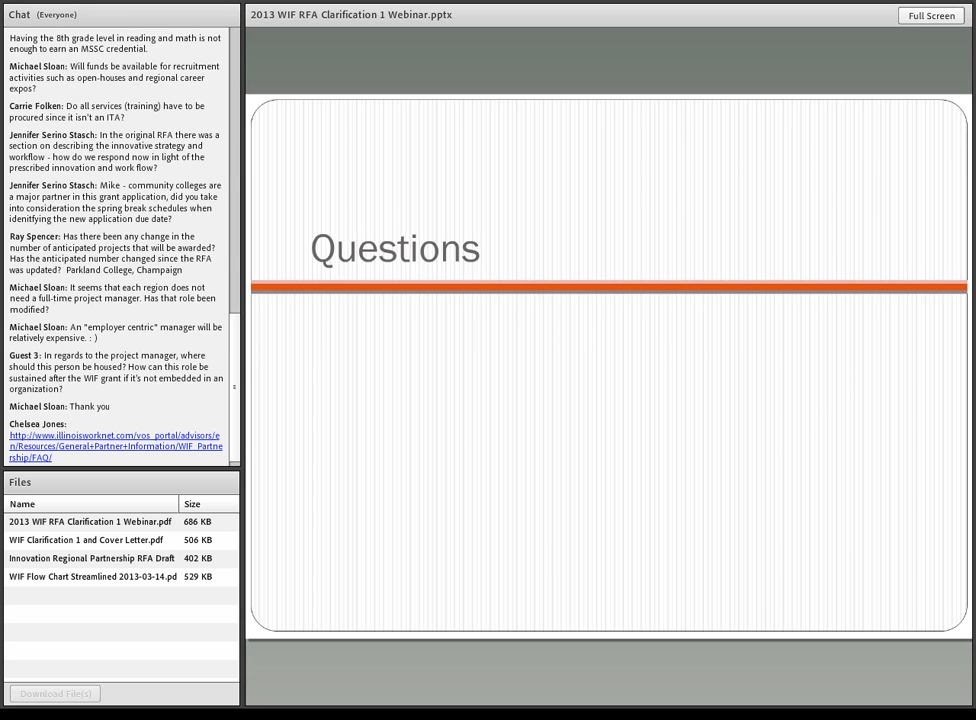 Chat (Everyone)
Having the 8th grade level in reading and math is not
enough to earn an MSSC credential.
Michael Sloan: Will funds be available for recruitment
activities such as open-houses and regional career
expos?
Carrie Folken: Do all services (training) have to be
procured since it isn't an ITA?
Jennifer Serino Stasch: In the original RFA there was a
section on describing the innovative strategy and
workflow - how do we respond now in light of the
prescribed innovation and work flow?
Jennifer Serino Stasch: Mike - community colleges are
a major partner in this grant application, did you take
into consideration the spring break schedules when
idenitfying the new application due date?
Ray Spencer: Has there been any change in the
number of anticipated projects that will be awarded?
Has the anticipated number changed since the RFA
was updated? Parkland College, Champaign
Michael Sloan: It seems that each region does not
need a full-time project manager. Has that role been
modified?
Michael Sloan: An "employer centric" manager will be
relatively expensive. : )
Guest 3: In regards to the project manager, where
should this person be housed? How can this role be
sustained after the WIF grant if it's not embedded in an
organization?
Michael Sloan: Thank you
Chelsea Jones:
http://www.illinoisworknet.com/vos_portal/advisors/e
n/Resources/General+Partner+Information/WIF_Partne
rship/FAQ/
Files
Name Size
2013 WIF RFA Clarification 1 Webinar.pdf 686 KB
WIF Clarification 1 and Cover Letter.pdf 506 KB
Innovation Regional Partnership RFA Draft 402 KB
WIF Flow Chart Streamlined 2013-03-14.pd 529 KB
Download File(s)
2013 WIF RFA Clarification 1 Webinar.pptx
Full Screen
Questions